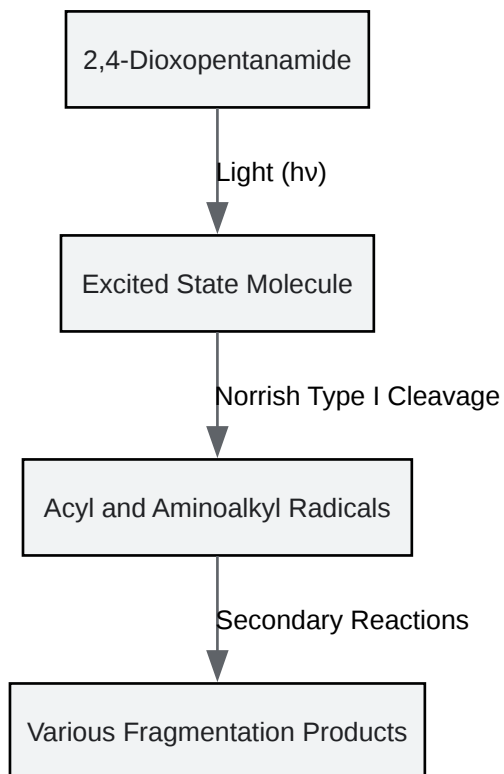 2,4-Dioxopentanamide
Light (hν)
Excited State Molecule
Norrish Type I Cleavage
Acyl and Aminoalkyl Radicals
Secondary Reactions
Various Fragmentation Products